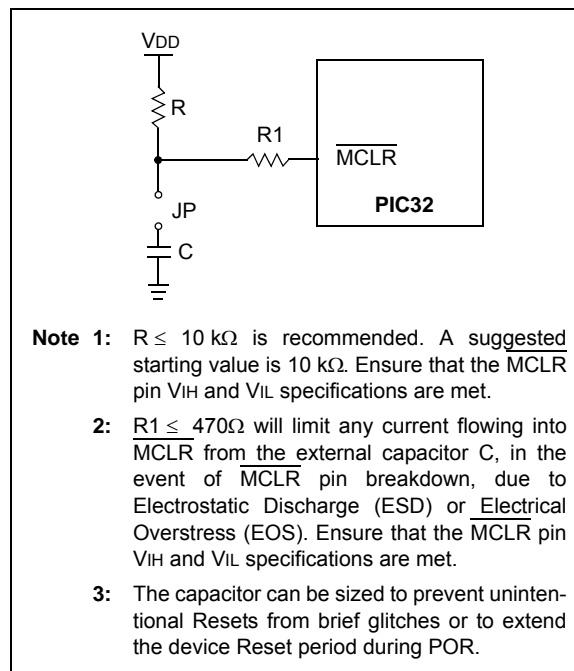 VDD
R
R1
MCLR
JP
PIC32
C
Note 1: R ≤ 10 kΩ is recommended. A suggested
starting value is 10 kΩ. Ensure that the MCLR
pin VIH and VIL specifications are met.
2: R1 ≤ 470Ω will limit any current flowing into
MCLR from the external capacitor C, in the
event of MCLR pin breakdown, due to
Electrostatic Discharge (ESD) or Electrical
Overstress (EOS). Ensure that the MCLR pin
VIH and VIL specifications are met.
3: The capacitor can be sized to prevent uninten-
tional Resets from brief glitches or to extend
the device Reset period during POR.